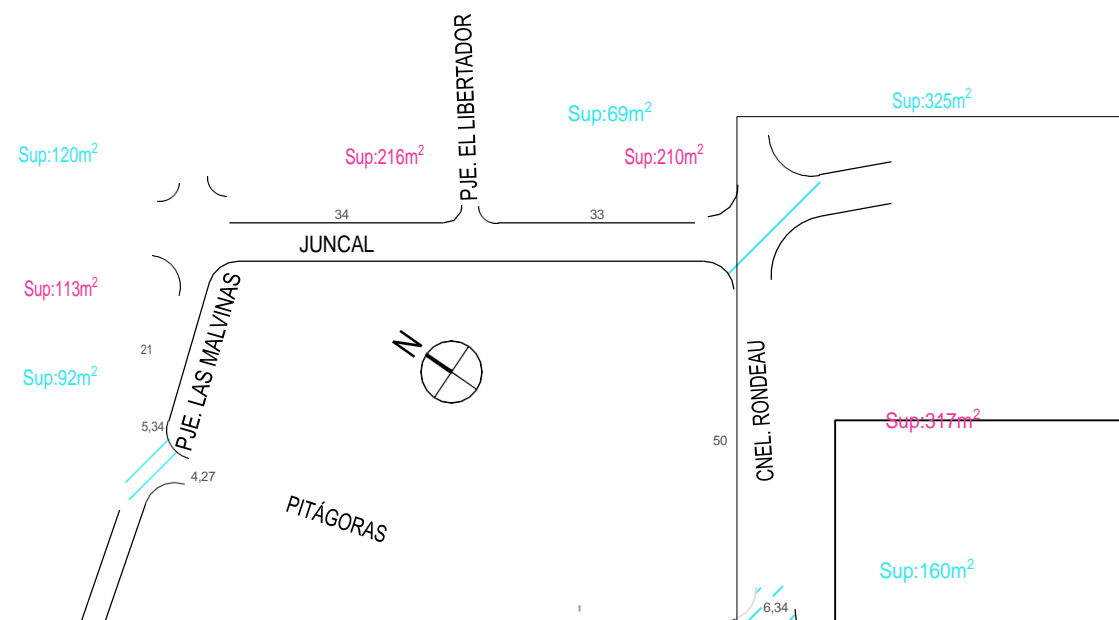 PJE. EL LIBERTADOR
Sup:325m²
Sup:69m²
Sup:120m²
Sup:216m²
Sup:210m²
34
33
JUNCAL
Sup:113m²
PJE. LAS MALVINAS
N
21
Sup:92m²
CNEL. RONDEAU
5,34
Sup:317m²
50
4,27
PITÁGORAS
Sup:160m²
6,34